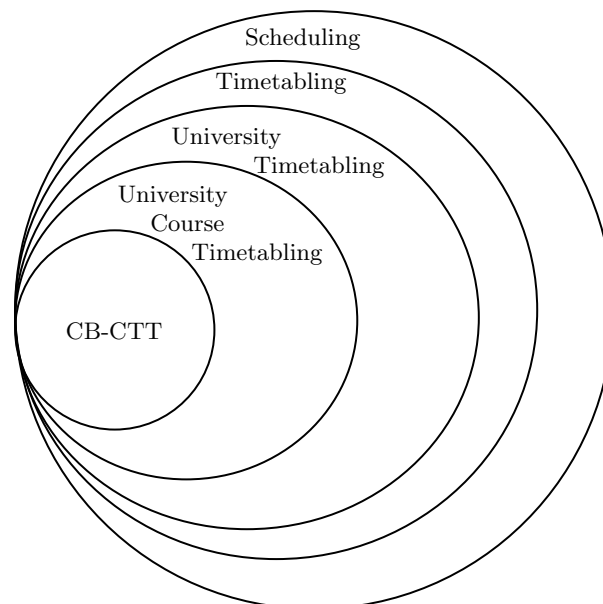 Scheduling
Timetabling
University
Timetabling
University
Course
Timetabling
CB-CTT